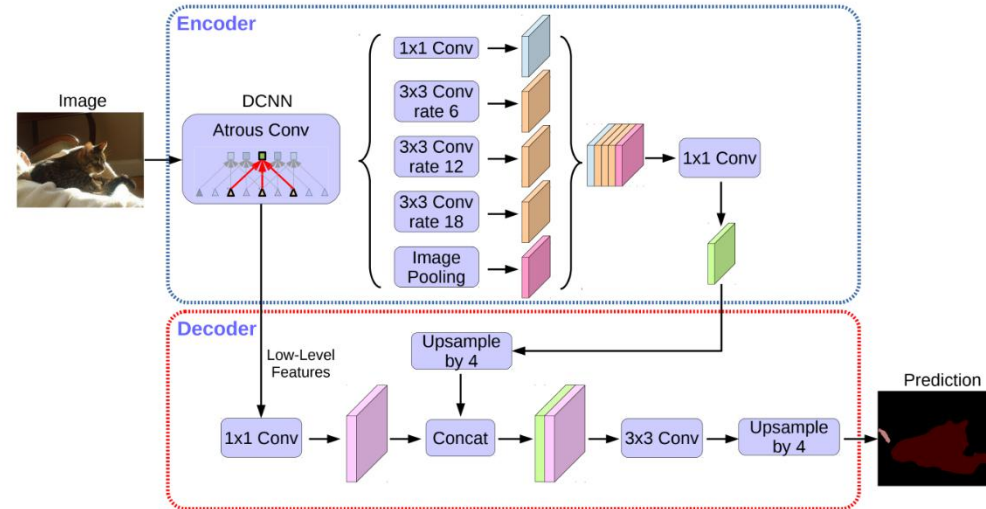 Encoder
Image
DCNN
Atrous Conv
1x1 Conv
3x3 Conv
rate 6
3x3 Conv
rate 12
3x3 Conv
rate 18
Image
Pooling
1x1 Conv
Decoder
Low-Level
Features
Upsample
by 4
1x1 Conv
Concat
3x3 Conv
Upsample
by 4
Prediction